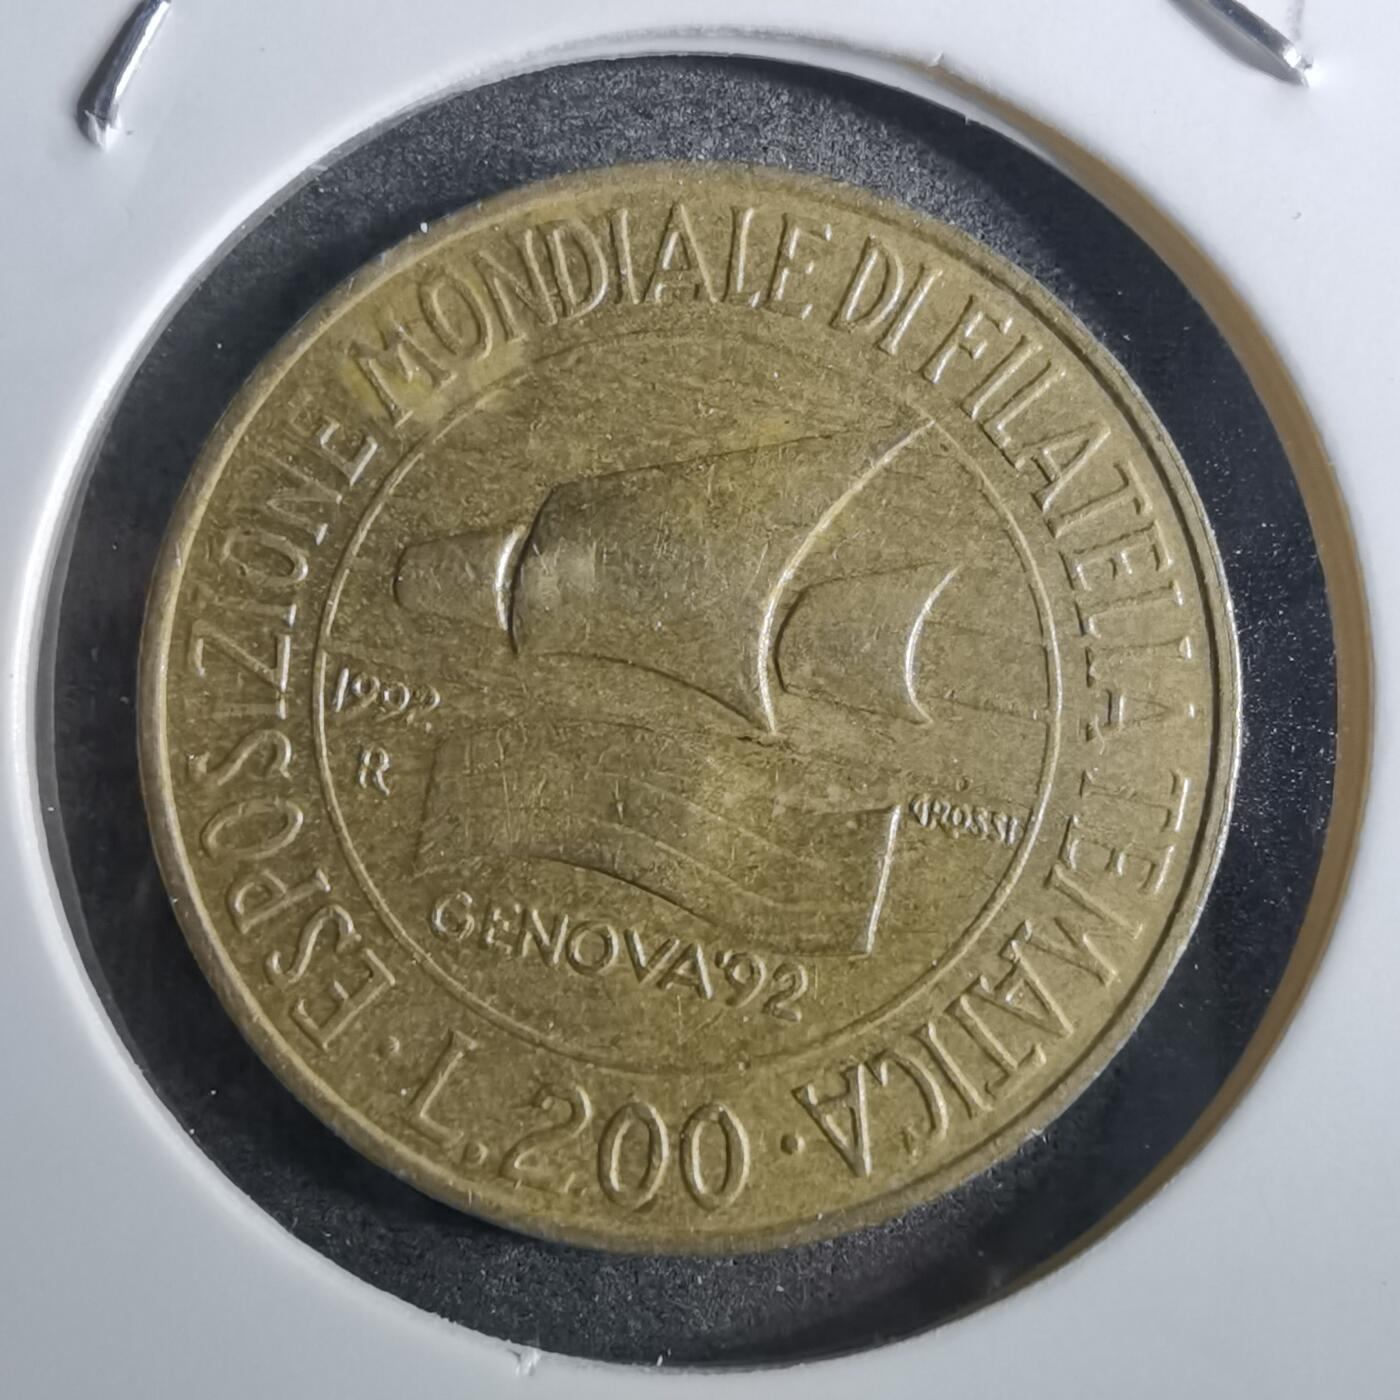 ESPOSIZIONE MONDIALE DI FILATELIA TEMATICA
1992
R
GROSSI
GENOVA '92
· L.200 ·